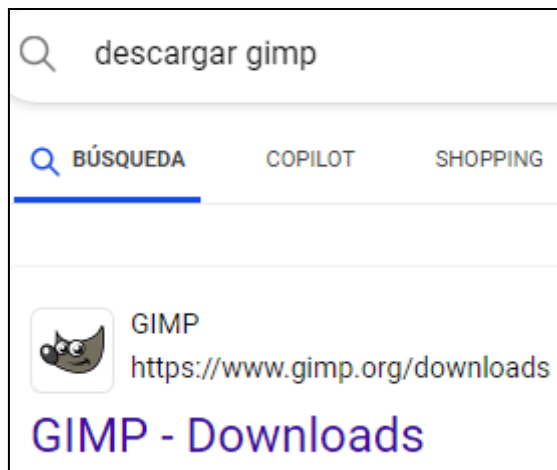 descargar gimp
BÚSQUEDA COPILOT SHOPPING
GIMP
https://www.gimp.org/downloads
GIMP - Downloads